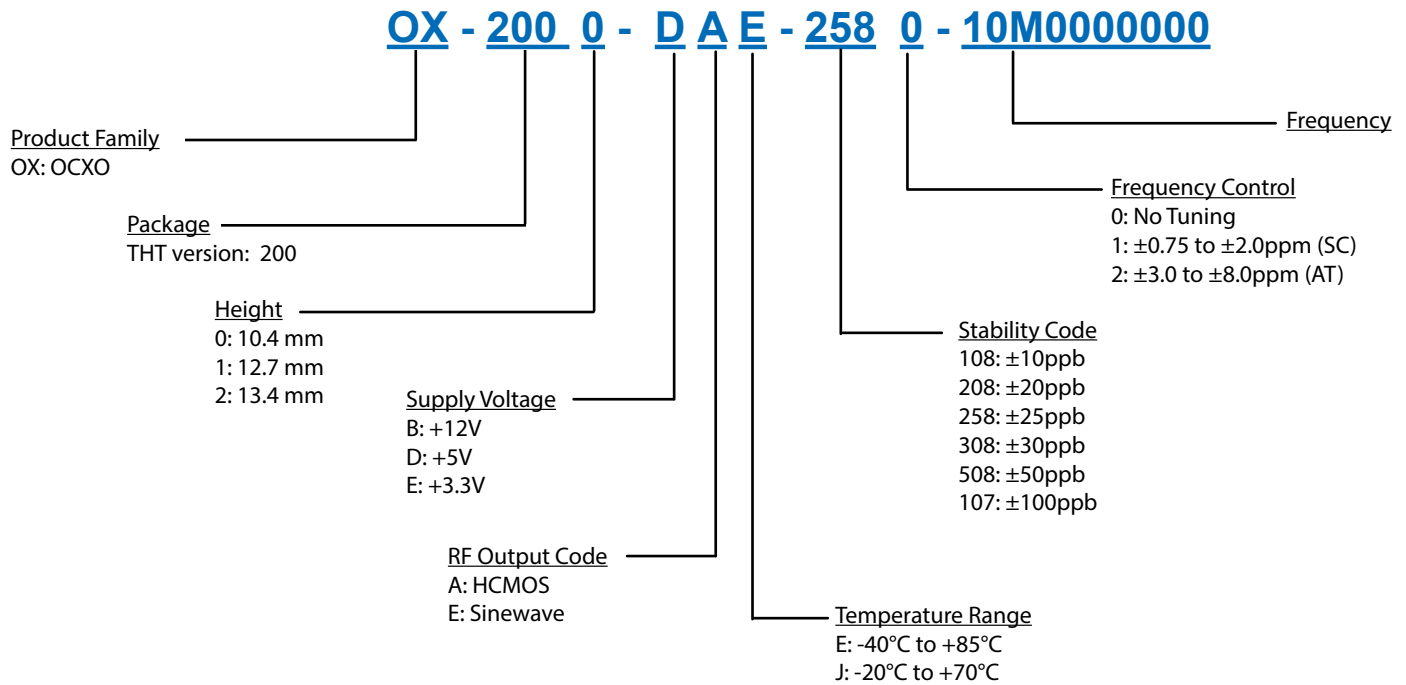 OX - 200 0 - D A E - 258 0 - 10M0000000
Product Family
OX: OCXO
Package
THT version: 200
Height
0: 10.4 mm
1: 12.7 mm
2: 13.4 mm
Supply Voltage
B: +12V
D: +5V
E: +3.3V
RF Output Code
A: HCMOS
E: Sinewave
Temperature Range
E: -40°C to +85°C
J: -20°C to +70°C
Stability Code
108: ±10ppb
208: ±20ppb
258: ±25ppb
308: ±30ppb
508: ±50ppb
107: ±100ppb
Frequency Control
0: No Tuning
1: ±0.75 to ±2.0ppm (SC)
2: ±3.0 to ±8.0ppm (AT)
Frequency